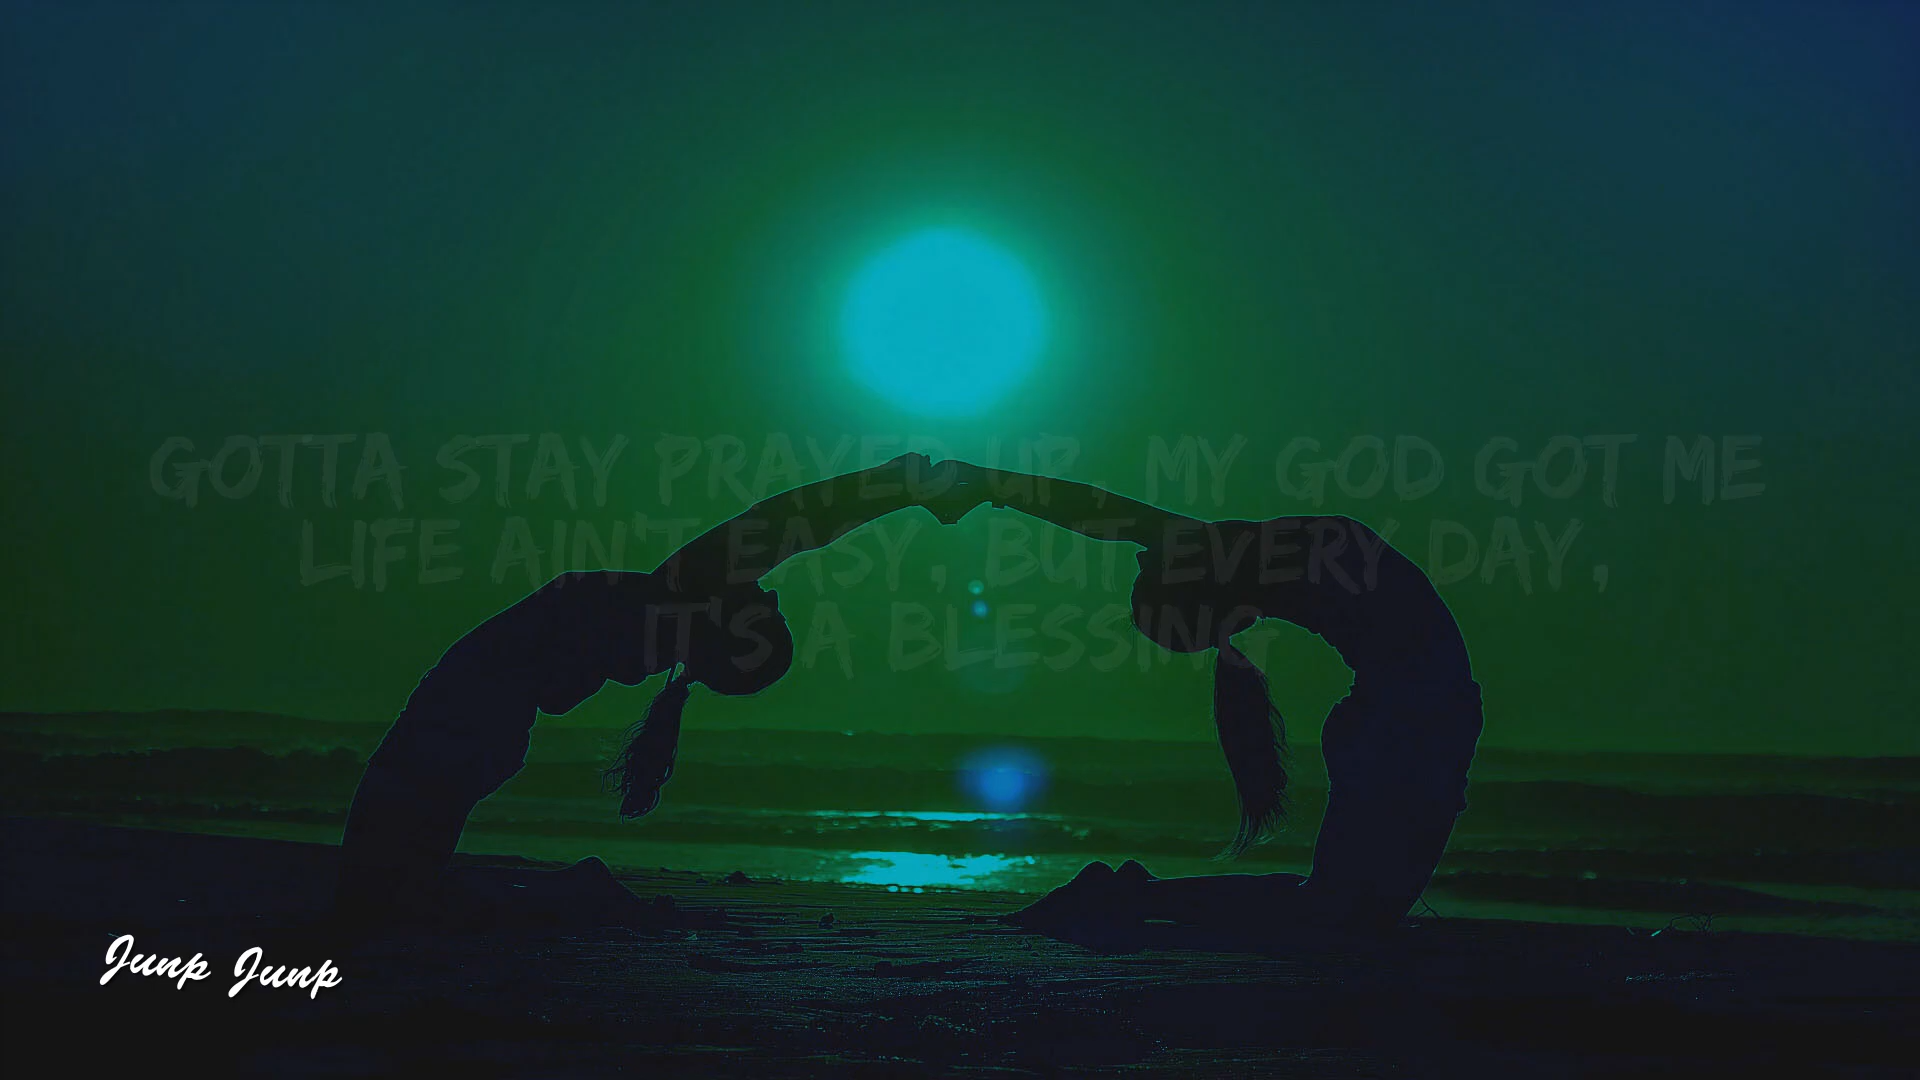 GOTTA STAY PRAYED UP, MY GOD GOT ME
LIFE AIN'T EASY, BUT EVERY DAY,
IT'S A BLESSING
Junp Junp